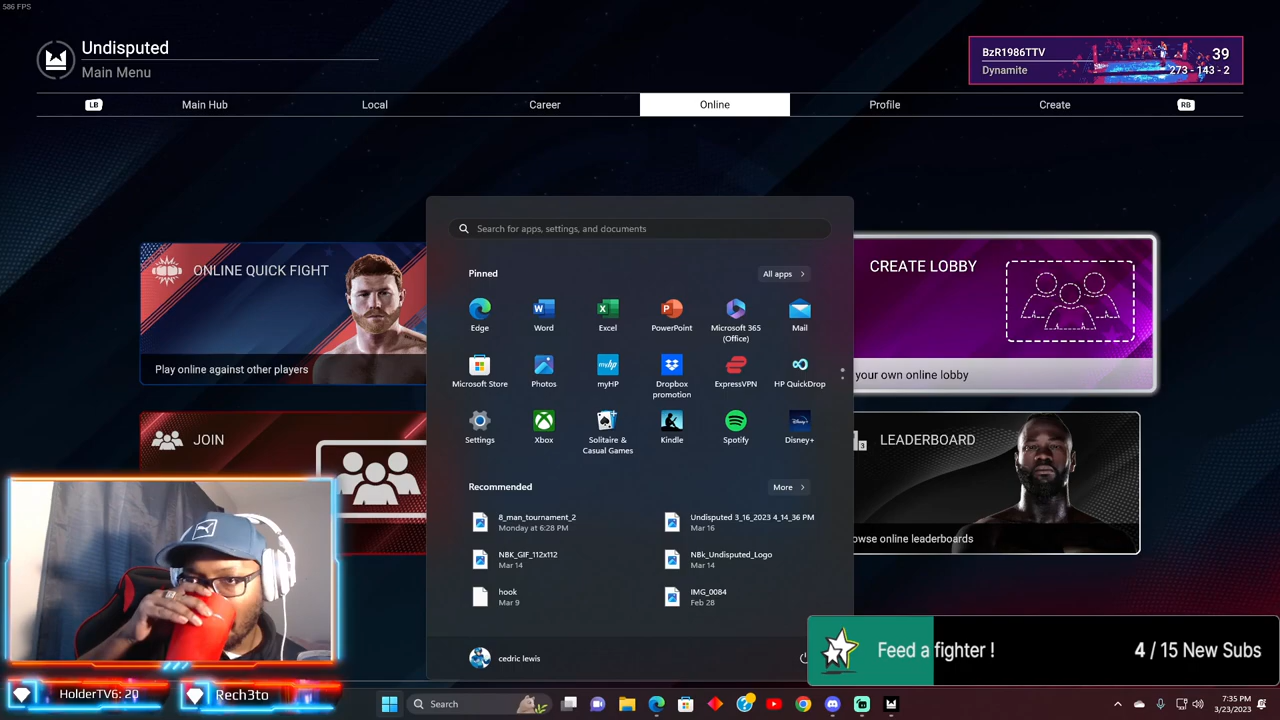 586 FPS
Undisputed
Main Menu
BzR1986TTV
39
Dynamite
273 - 143 - 2
LB
Main Hub
Local
Career
Online
Profile
Create
RB
Search for apps, settings, and documents
ONLINE QUICK FIGHT
Play online against other players
CREATE LOBBY
your own online lobby
JOIN
3
LEADERBOARD
owse online leaderboards
Pinned
All apps
Edge
Word
Excel
PowerPoint
Microsoft 365
(Office)
Mail
Microsoft Store
Photos
myHP
Dropbox
promotion
ExpressVPN
HP QuickDrop
Settings
Xbox
Solitaire &
Casual Games
Kindle
Spotify
Disney+
Recommended
More
8_man_tournament_2
Monday at 6:28 PM
Undisputed 3_16_2023 4_14_36 PM
Mar 16
NBK_GIF_112x112
Mar 14
NBk_Undisputed_Logo
Mar 14
hook
Mar 9
IMG_0084
Feb 28
cedric lewis
Feed a fighter !
4 / 15 New Subs
HolderTV6: 20
Rech3to
Search
7:35 PM
3/23/2023